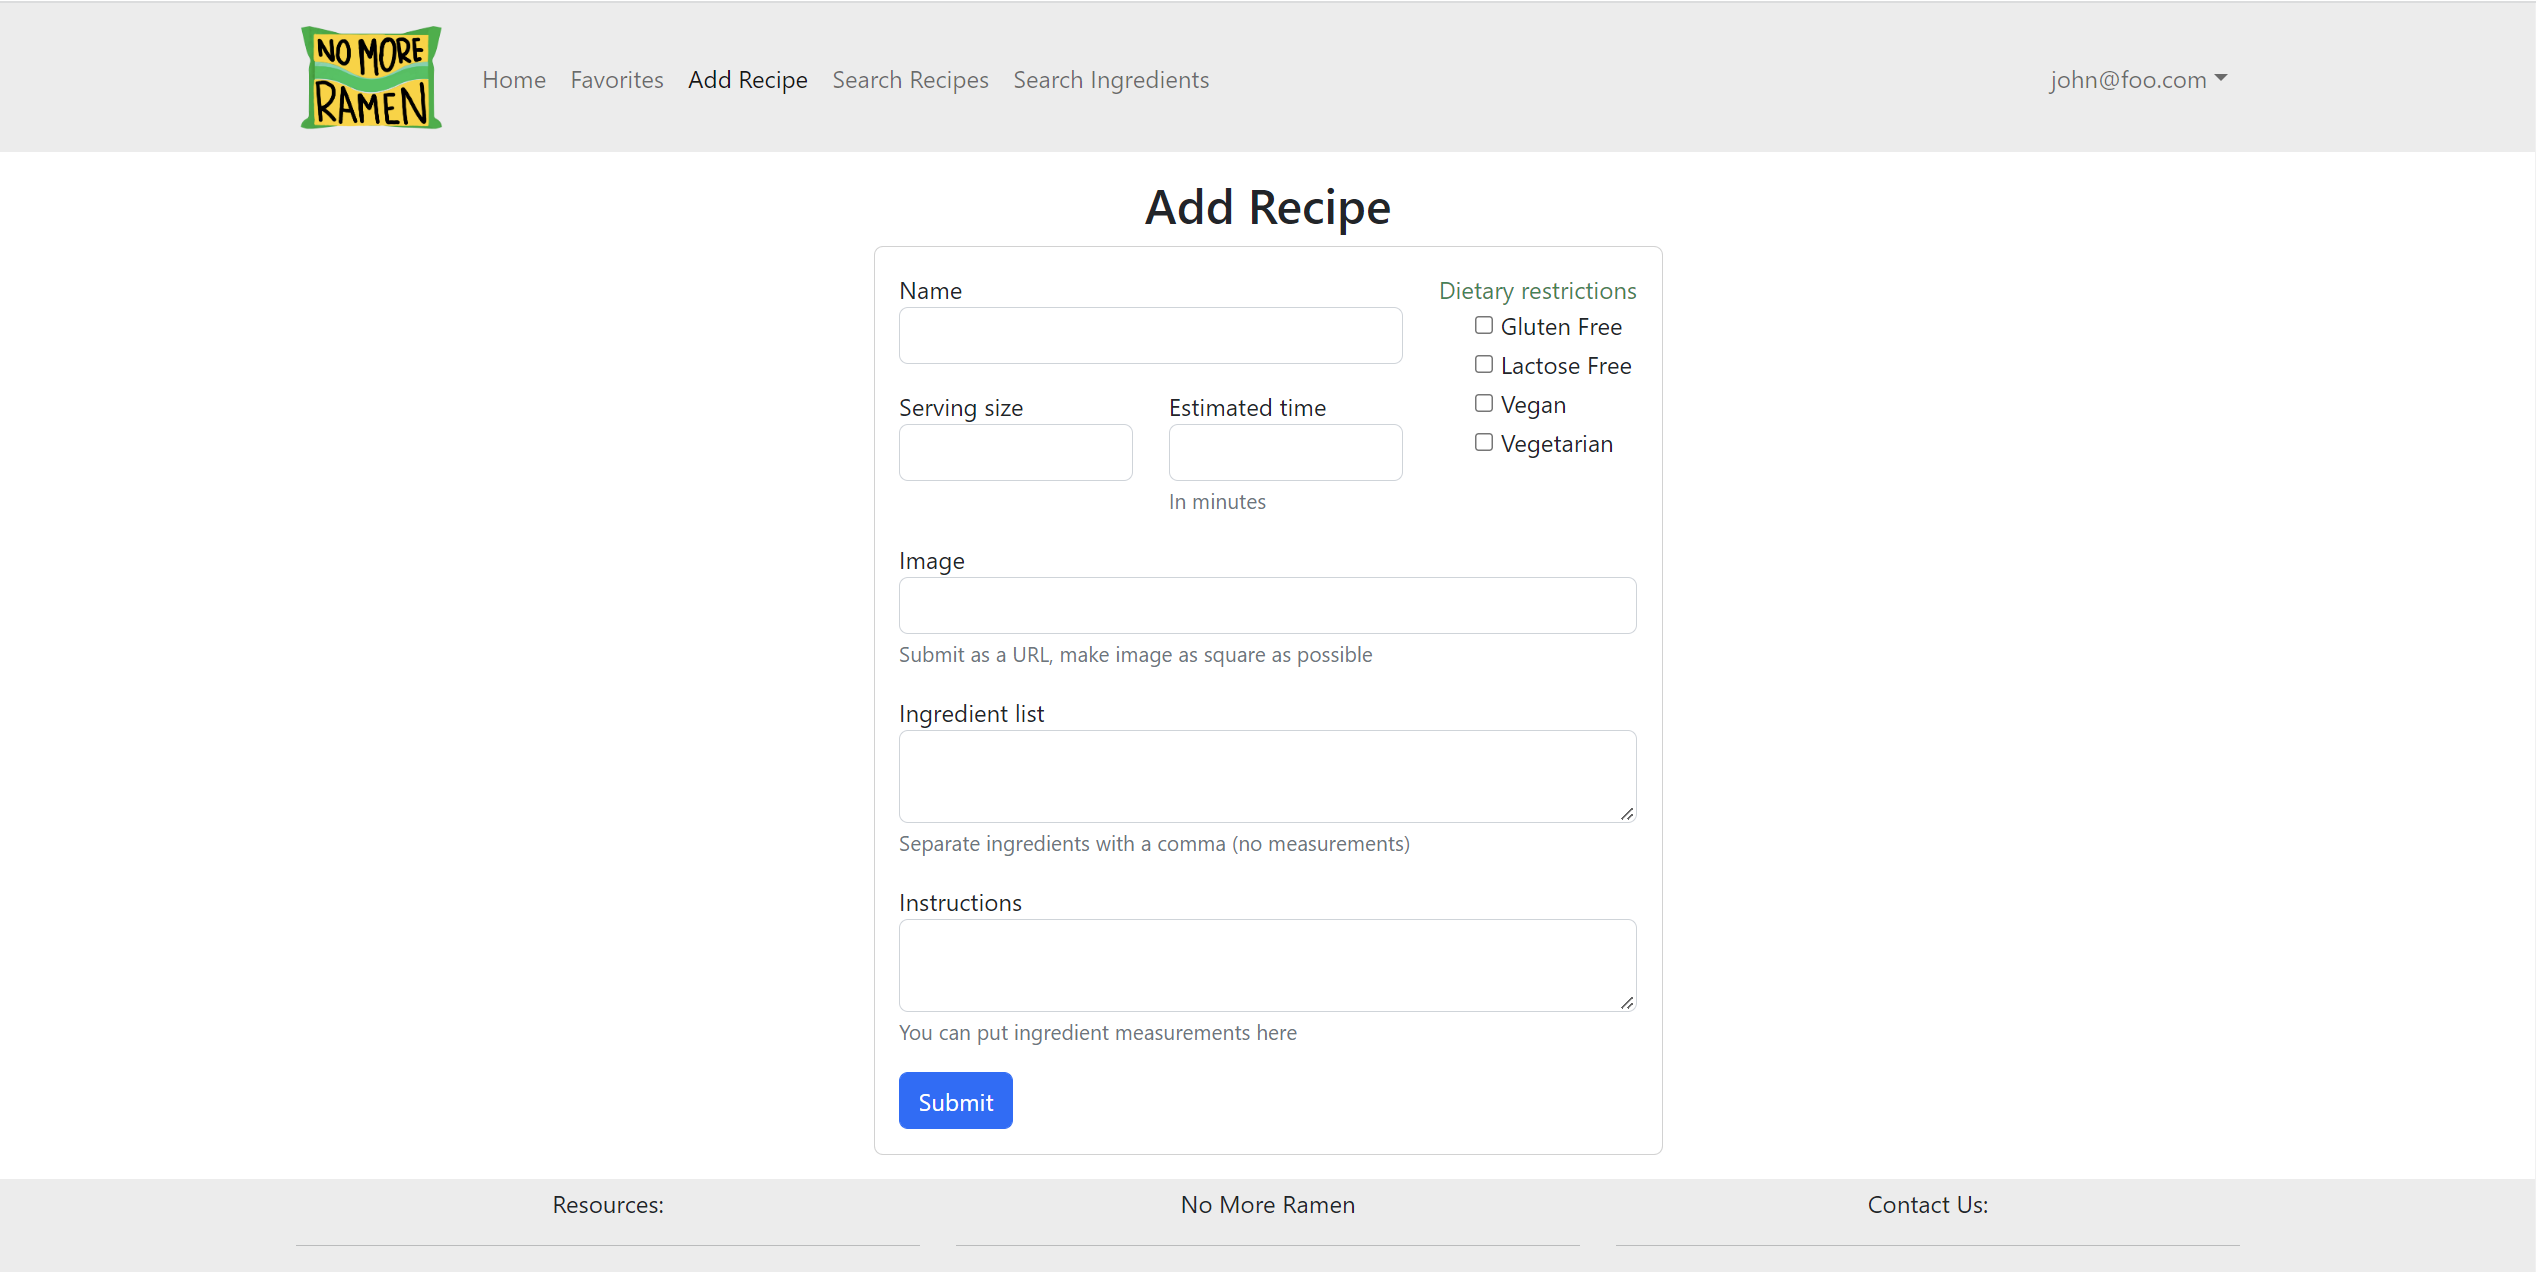 NO MORE
RAMEN
Home Favorites Add Recipe Search Recipes Search Ingredients john@foo.com
Add Recipe
Name
Dietary restrictions
Gluten Free
Lactose Free
Vegan
Vegetarian
Serving size Estimated time
In minutes
Image
Submit as a URL, make image as square as possible
Ingredient list
Separate ingredients with a comma (no measurements)
Instructions
You can put ingredient measurements here
Submit
Resources: No More Ramen Contact Us: